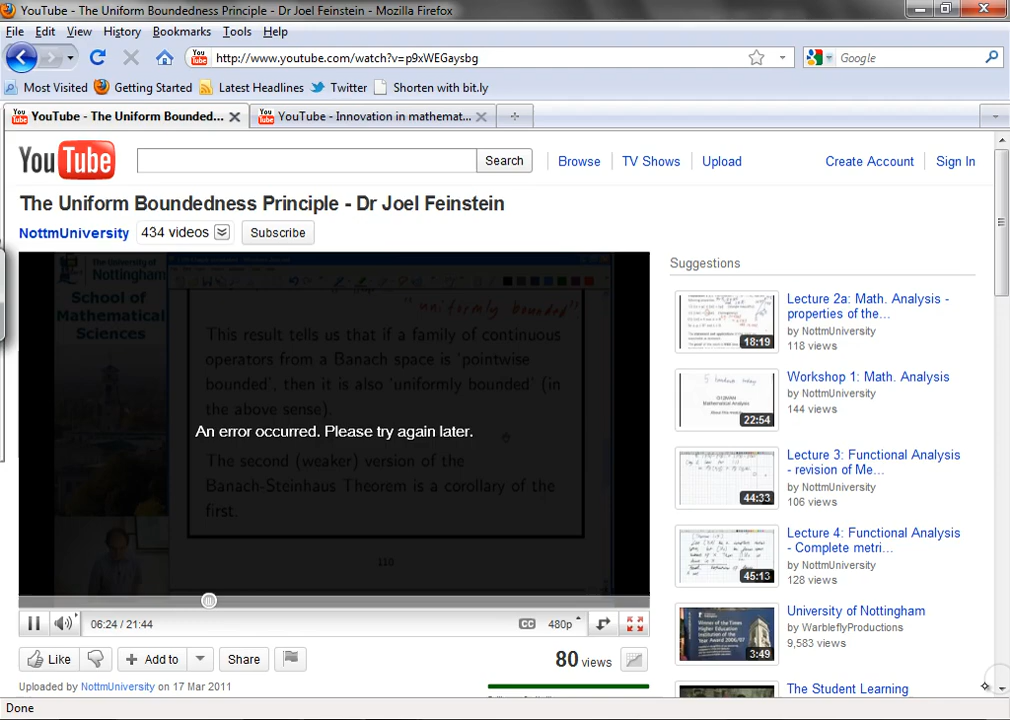 YouTube - The Uniform Boundedness Principle - Dr Joel Feinstein - Mozilla Firefox
File Edit View History Bookmarks Tools Help
You Tube http://www.youtube.com/watch?v=p9xWEGaysbg Google
Most Visited Getting Started Latest Headlines Twitter Shorten with bit.ly
YouTube - The Uniform Bounded... YouTube - Innovation in mathemat...
You Tube Search Browse TV Shows Upload Create Account Sign In
The Uniform Boundedness Principle - Dr Joel Feinstein
NottmUniversity 434 videos Subscribe
The University of
Nottingham
School of
Mathematical
Sciences
"uniformly bounded"
This result tells us that if a family of continuous
operators from a Banach space is 'pointwise
bounded', then it is also 'uniformly bounded' (in
the above sense).
An error occurred. Please try again later.
The second (weaker) version of the
Banach-Steinhaus Theorem is a corollary of the
first.
110
06:24 / 21:44 CC 480p
Like Add to Share 80 views
Uploaded by NottmUniversity on 17 Mar 2011
Suggestions
18:19
Lecture 2a: Math. Analysis -
properties of the...
by NottmUniversity
118 views
22:54
Workshop 1: Math. Analysis
by NottmUniversity
144 views
44:33
Lecture 3: Functional Analysis
- revision of Me...
by NottmUniversity
106 views
45:13
Lecture 4: Functional Analysis
- Complete metri...
by NottmUniversity
128 views
3:49
University of Nottingham
by WarbleflyProductions
9,583 views
The Student Learning
Done